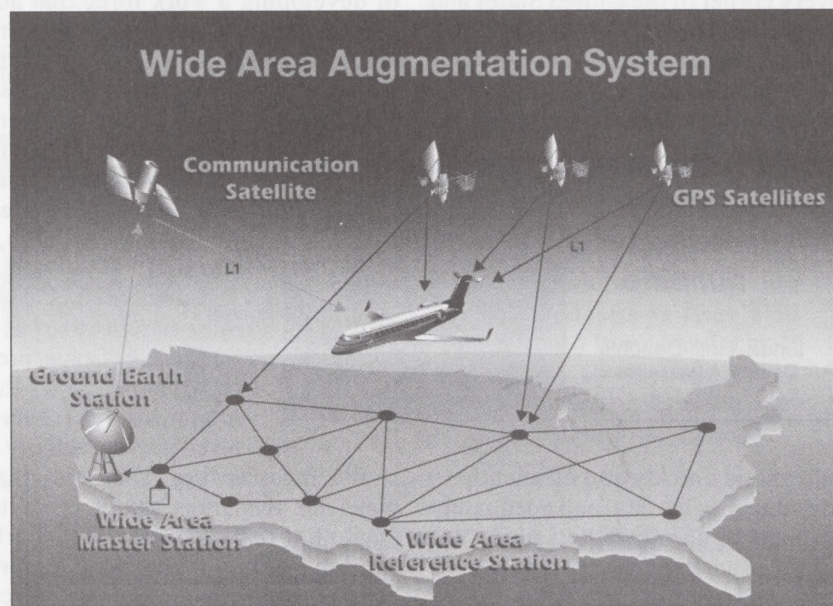 Wide Area Augmentation System
Communication
Satellite
GPS Satellites
L1
L1
Ground Earth
Station
Wide Area
Master Station
Wide Area
Reference Station